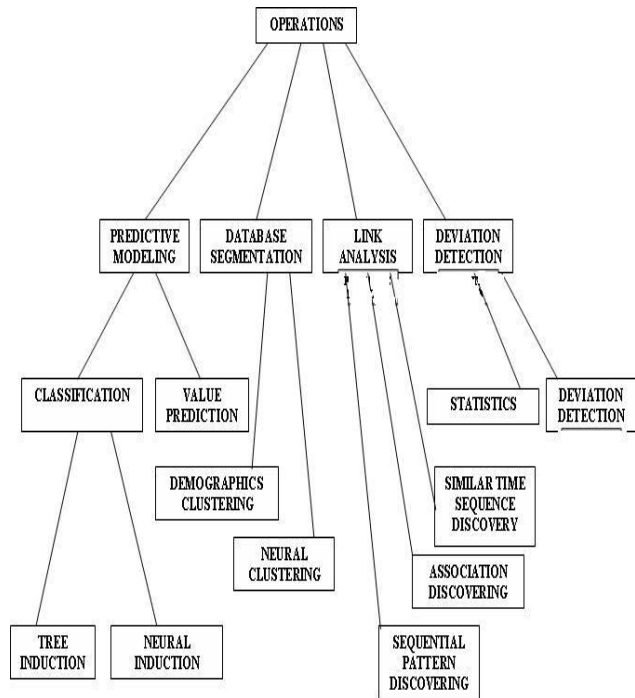 OPERATIONS
PREDICTIVE
MODELING
DATABASE
SEGMENTATION
LINK
ANALYSIS
DEVIATION
DETECTION
CLASSIFICATION
VALUE
PREDICTION
STATISTICS
DEVIATION
DETECTION
DEMOGRAPHICS
CLUSTERING
SIMILAR TIME
SEQUENCE
DISCOVERY
NEURAL
CLUSTERING
ASSOCIATION
DISCOVERING
TREE
INDUCTION
NEURAL
INDUCTION
SEQUENTIAL
PATTERN
DISCOVERING